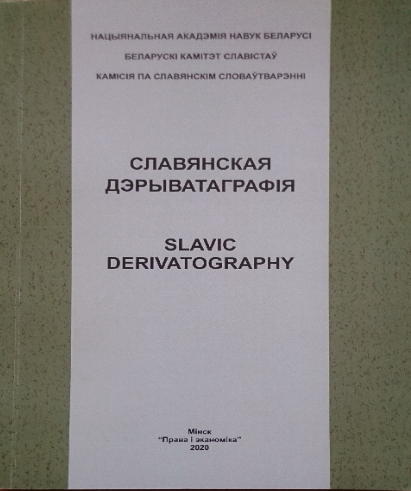 НАЦЫЯНАЛЬНАЯ АКАДЭМІЯ НАВУК БЕЛАРУСІ
БЕЛАРУСКІ КАМІТЭТ СЛАВІСТАЎ
КАМІСІЯ ПА СЛАВЯНСКІМ СЛОВАЎТВАРЭННІ
СЛАВЯНСКАЯ
ДЭРЫВАТАГРАФІЯ
SLAVIC
DERIVATOGRAPHY
Мінск
"Права і эканоміка"
2020